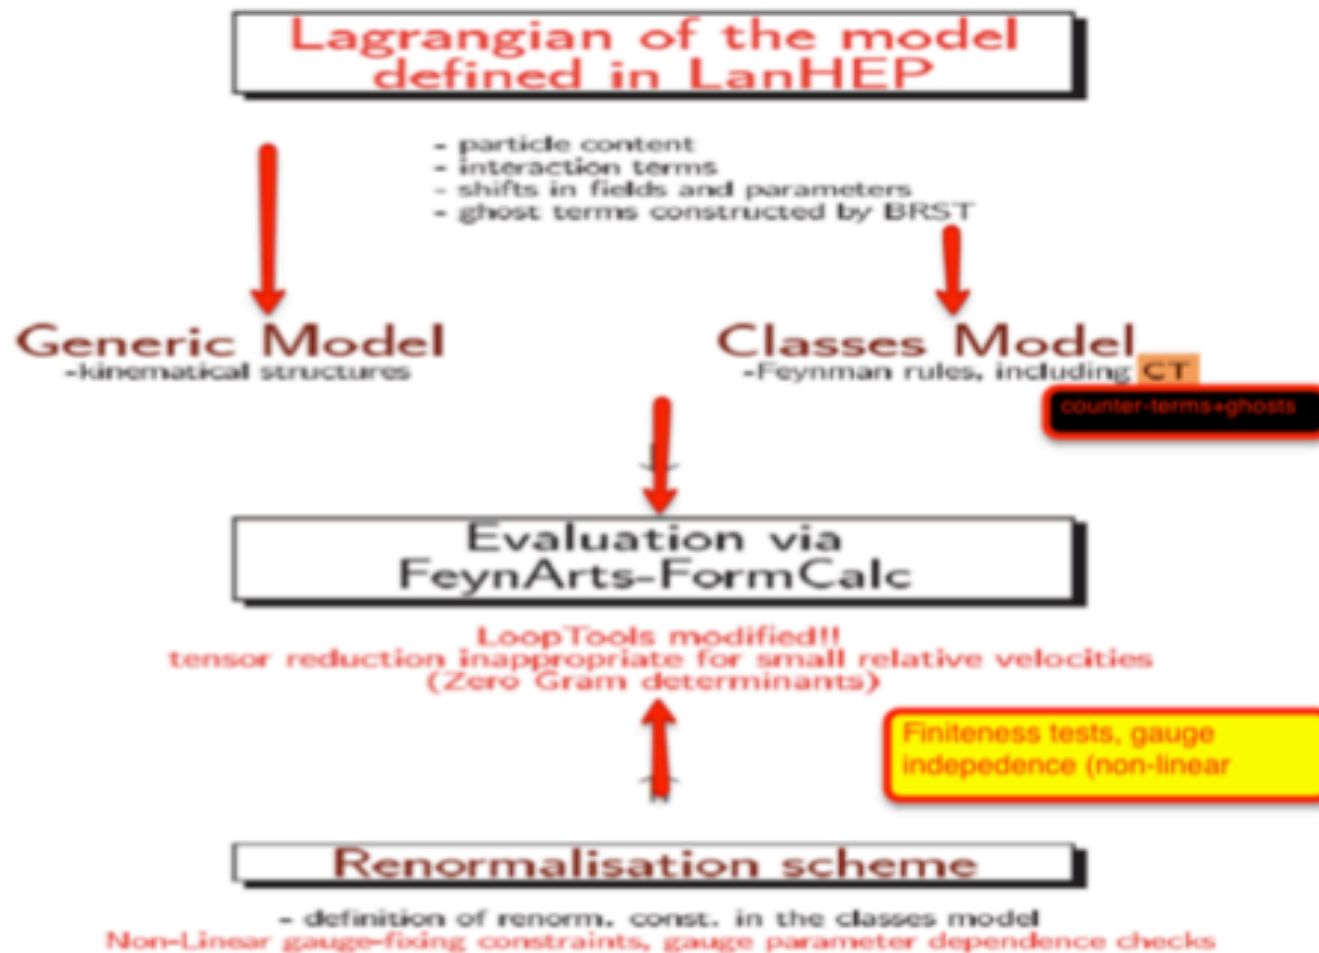 Lagrangian of the model
defined in LanHEP
- particle content
- interaction terms
- shifts in fields and parameters
- ghost terms constructed by BRST
Generic Model
-kinematical structures
Classes Model
-Feynman rules, including CT
counter-terms+ghosts
Evaluation via
FeynArts-FormCalc
LoopTools modified!!
tensor reduction inappropriate for small relative velocities
(Zero Gram determinants)
Finiteness tests, gauge
indepedence (non-linear
Renormalisation scheme
- definition of renorm. const. in the classes model
Non-Linear gauge-fixing constraints, gauge parameter dependence checks